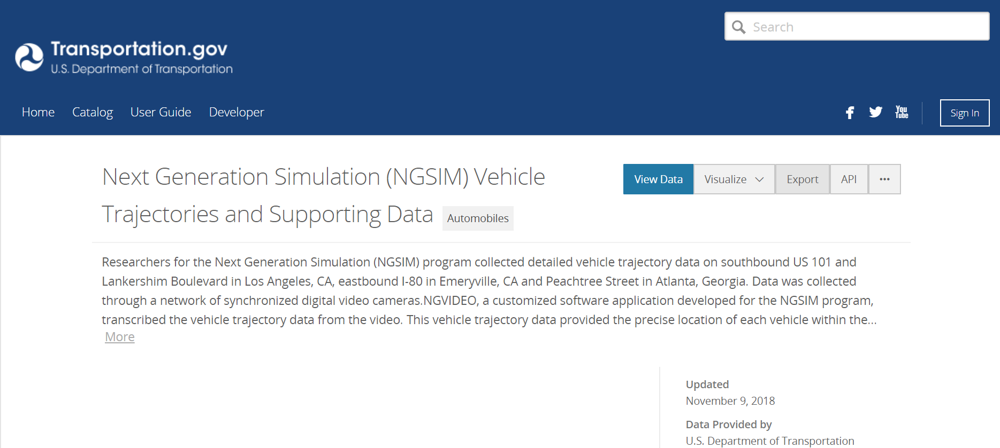 Search
Transportation.gov
U.S. Department of Transportation
Home Catalog User Guide Developer
You Tube
Sign In
Next Generation Simulation (NGSIM) Vehicle
Trajectories and Supporting Data Automobiles
View Data Visualize Export API ...
Researchers for the Next Generation Simulation (NGSIM) program collected detailed vehicle trajectory data on southbound US 101 and
Lankershim Boulevard in Los Angeles, CA, eastbound I-80 in Emeryville, CA and Peachtree Street in Atlanta, Georgia. Data was collected
through a network of synchronized digital video cameras.NGVIDEO, a customized software application developed for the NGSIM program,
transcribed the vehicle trajectory data from the video. This vehicle trajectory data provided the precise location of each vehicle within the...
More
Updated
November 9, 2018
Data Provided by
U.S. Department of Transportation